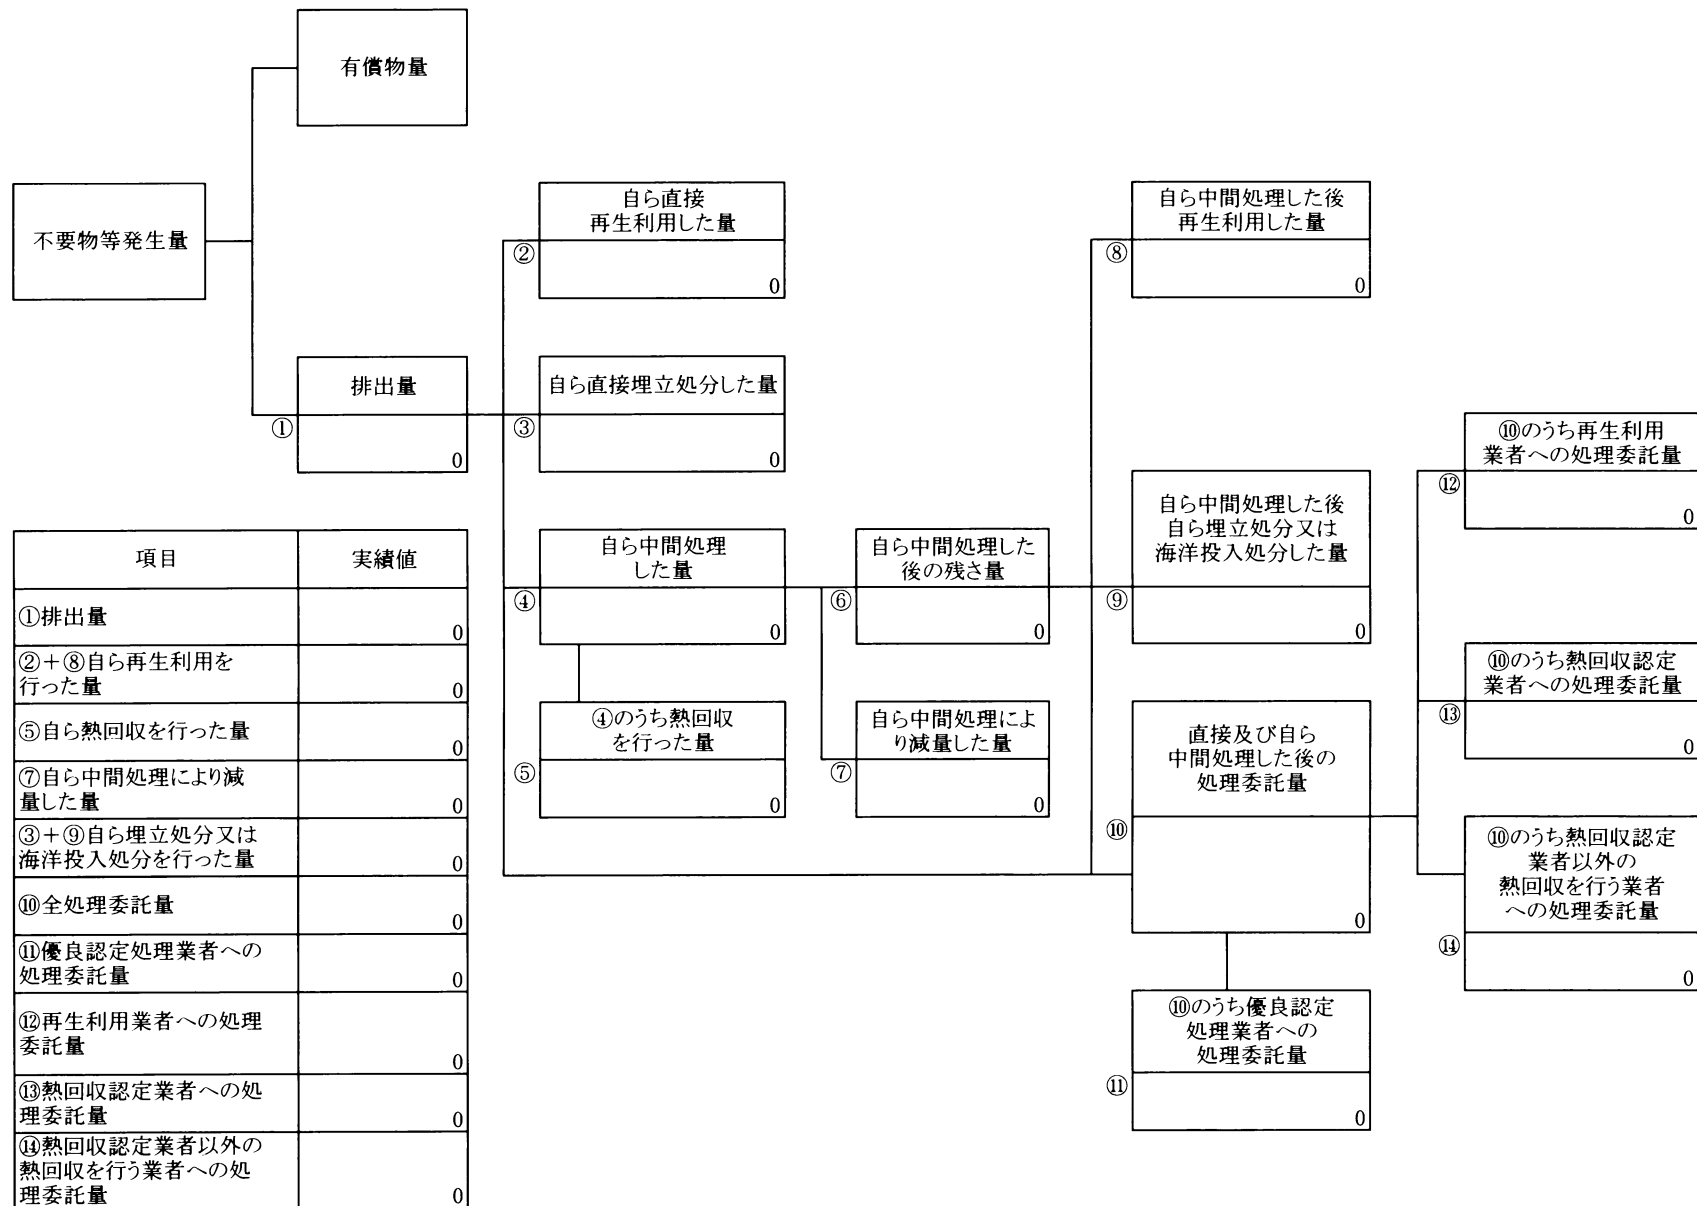 有償物量
不要物等発生量
排出量
①
0
自ら直接
再生利用した量
②
0
自ら直接埋立処分した量
③
0
自ら中間処理
した量
④
0
④のうち熱回収
を行った量
⑤
0
自ら中間処理した
後の残さ量
⑥
0
自ら中間処理によ
り減量した量
⑦
0
自ら中間処理した後
再生利用した量
⑧
0
自ら中間処理した後
自ら埋立処分又は
海洋投入処分した量
⑨
0
直接及び自ら
中間処理した後の
処理委託量
⑩
0
⑩のうち優良認定
処理業者への
処理委託量
⑪
0
⑩のうち再生利用
業者への処理委託量
⑫
0
⑩のうち熱回収認定
業者への処理委託量
⑬
0
⑩のうち熱回収認定
業者以外の
熱回収を行う業者
への処理委託量
⑭
0
項目 実績値
①排出量
0
②+⑧自ら再生利用を
行った量 0
⑤自ら熱回収を行った量
0
⑦自ら中間処理により減
量した量 0
③+⑨自ら埋立処分又は
海洋投入処分を行った量 0
⑩全処理委託量
0
⑪優良認定処理業者への
処理委託量 0
⑫再生利用業者への処理
委託量
0
⑬熱回収認定業者への処
理委託量 0
⑭熱回収認定業者以外の
熱回収を行う業者への処
理委託量 0